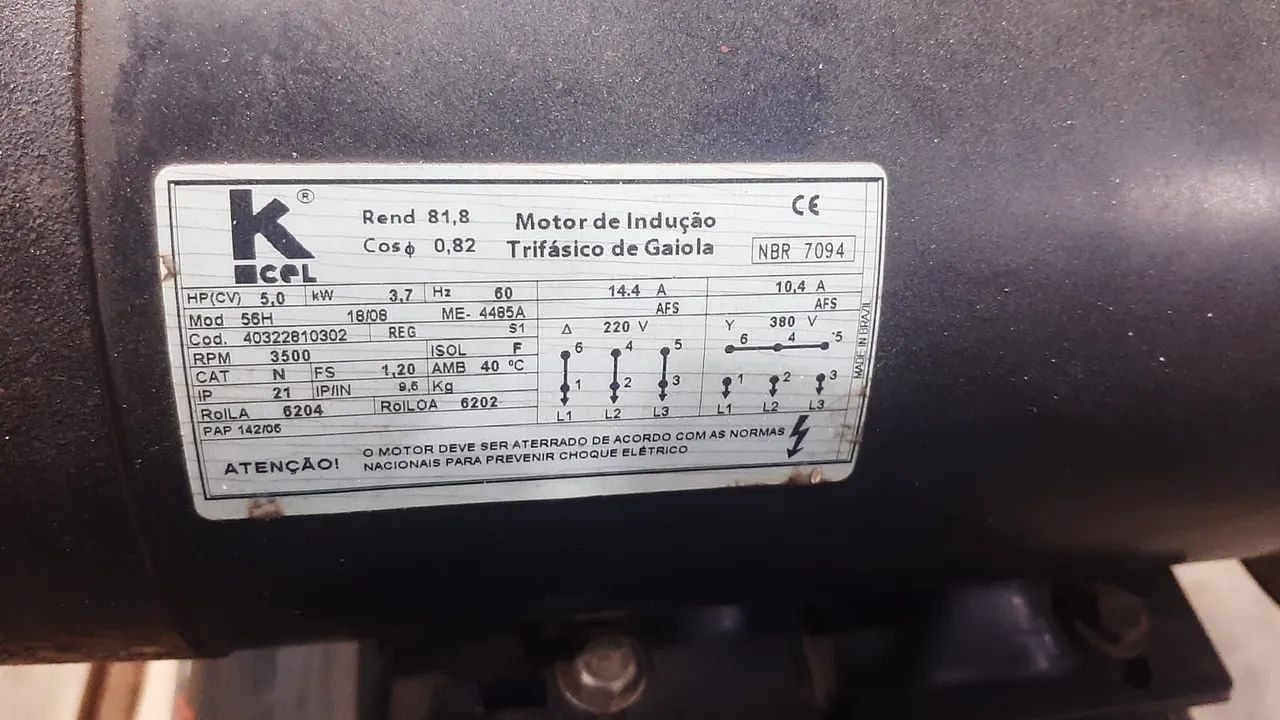 K®
cel
Rend 81,8
Cos ϕ 0,82
Motor de Indução
Trifásico de Gaiola
CE
NBR 7094
HP(CV) 5,0 kW 3,7 Hz 60
Mod 56H 18/08 ME- 4485A
Cod. 40322810302 REG S1
RPM 3500 ISOL F
CAT N FS 1,20 AMB 40 ºC
IP 21 IP/IN 9,6 Kg
RolLA 6204 RolLOA 6202
PAP 142/06
14.4 A
AFS
Δ 220 V
6 4 5
1 2 3
L1 L2 L3
10,4 A
AFS
Y 380 V
6 4 5
1 2 3
L1 L2 L3
MADE IN BRAZIL
ATENÇÃO!
O MOTOR DEVE SER ATERRADO DE ACORDO COM AS NORMAS
NACIONAIS PARA PREVENIR CHOQUE ELÉTRICO